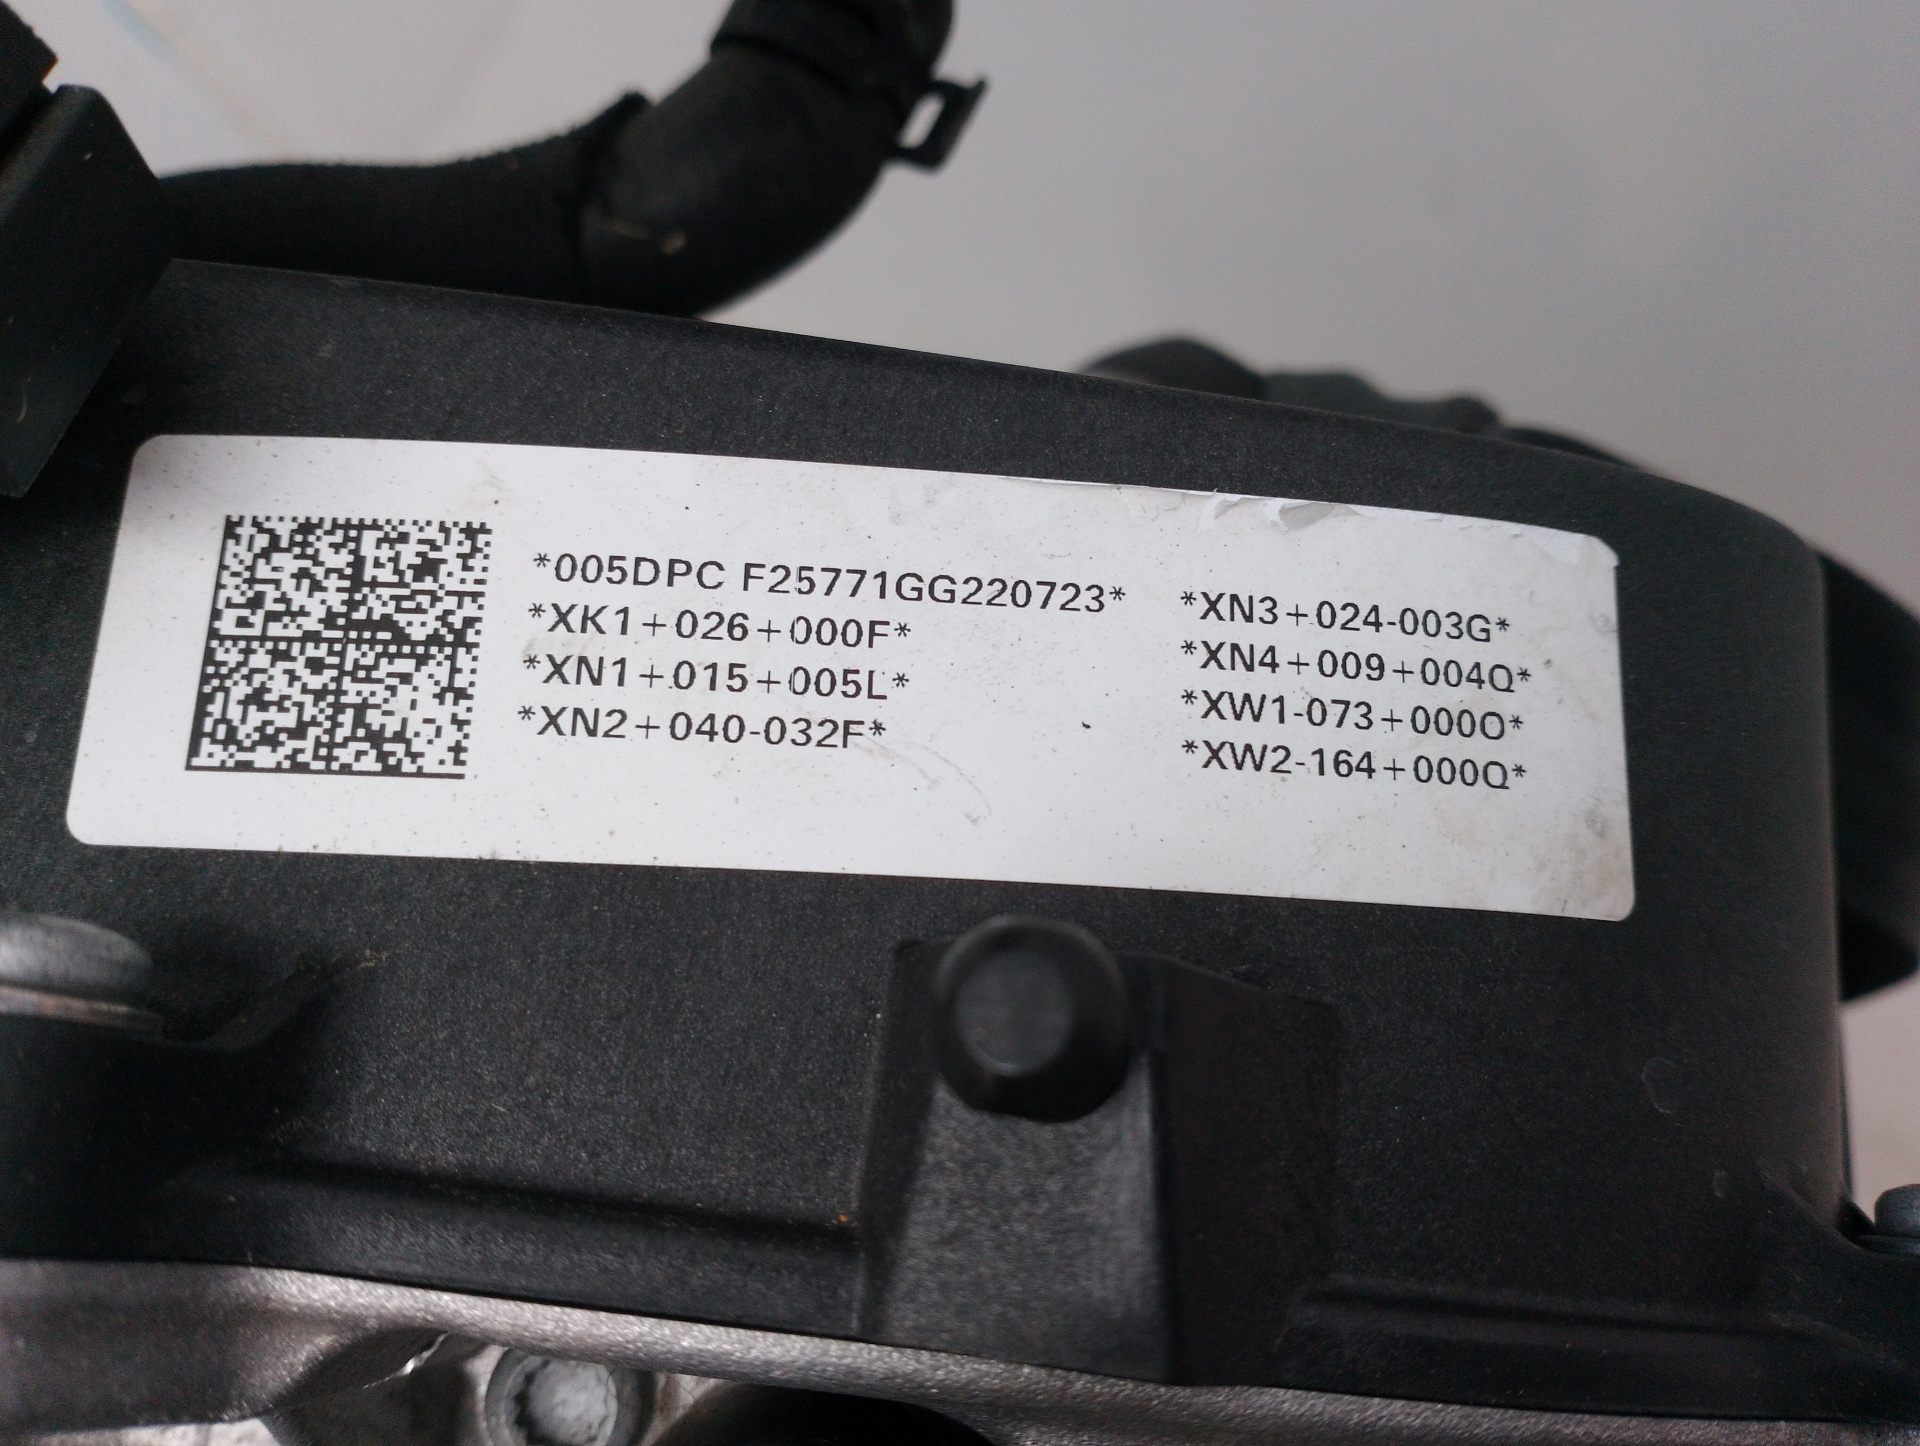 *005DPC F25771GG220723*
*XK1+026+000F*
*XN1+015+005L*
*XN2+040-032F*
*XN3+024-003G*
*XN4+009+004Q*
*XW1-073+000O*
*XW2-164+000Q*